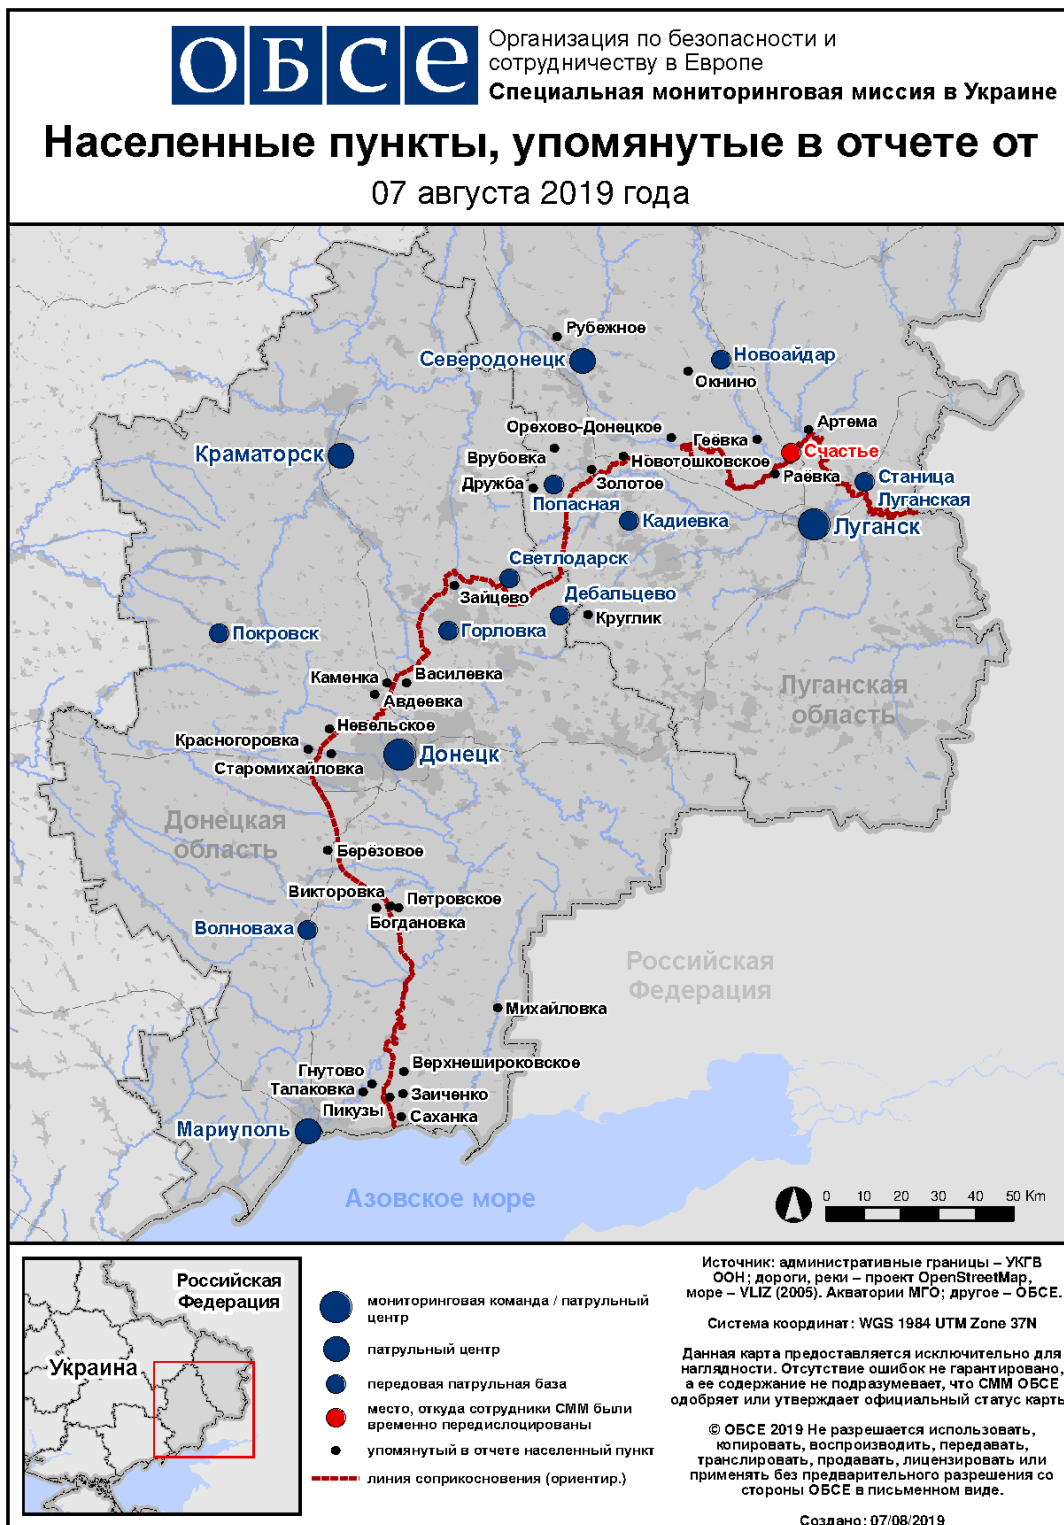 ОБСЕ
Организация по безопасности и
сотрудничеству в Европе
Специальная мониторинговая миссия в Украине
Населенные пункты, упомянутые в отчете от
07 августа 2019 года
Рубежное
Северодонецк
Новоайдар
Окнино
Артема
Орехово-Донецкое
Геёвка
Счастье
Краматорск
Врубовка
Новотошковское
Раёвка
Станица
Луганская
Дружба
Золотое
Попасная
Кадиевка
Луганск
Светлодарск
Зайцево
Дебальцево
Круглик
Покровск
Горловка
Каменка
Василевка
Авдеевка
Луганская
область
Невельское
Красногоровка
Старомихайловка
Донецк
Донецкая
область
Берёзовое
Викторовка
Петровское
Богдановка
Волноваха
Российская
Федерация
Михайловка
Верхнешироковское
Гнутово
Талаковка
Заиченко
Пикузы
Саханка
Мариуполь
Азовское море
0 10 20 30 40 50 Km
Российская
Федерация
Украина
мониторинговая команда / патрульный
центр
патрульный центр
передовая патрульная база
место, откуда сотрудники СММ были
временно передислоцированы
упомянутый в отчете населенный пункт
линия соприкосновения (ориентир.)
Источник: административные границы – УКГВ
ООН; дороги, реки – проект OpenStreetMap,
море – VLIZ (2005). Акватории МГО; другое – ОБСЕ.
Система координат: WGS 1984 UTM Zone 37N
Данная карта предоставляется исключительно для
наглядности. Отсутствие ошибок не гарантировано,
а ее содержание не подразумевает, что СММ ОБСЕ
одобряет или утверждает официальный статус карты
© ОБСЕ 2019 Не разрешается использовать,
копировать, воспроизводить, передавать,
транслировать, продавать, лицензировать или
применять без предварительного разрешения со
стороны ОБСЕ в письменном виде.
Создано: 07/08/2019